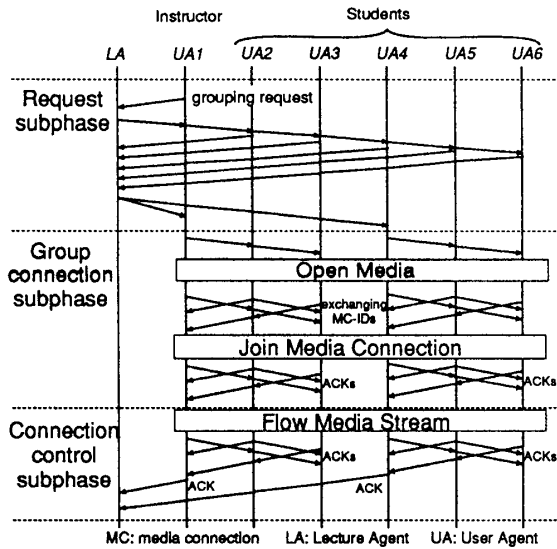 Instructor
Students
LA UA1 UA2 UA3 UA4 UA5 UA6
Request
subphase
grouping request
Group
connection
subphase
Open Media
exchanging
MC-IDs
Join Media Connection
ACKs
ACKs
Connection
control
subphase
Flow Media Stream
ACKs
ACKs
ACK
ACK
MC: media connection LA: Lecture Agent UA: User Agent